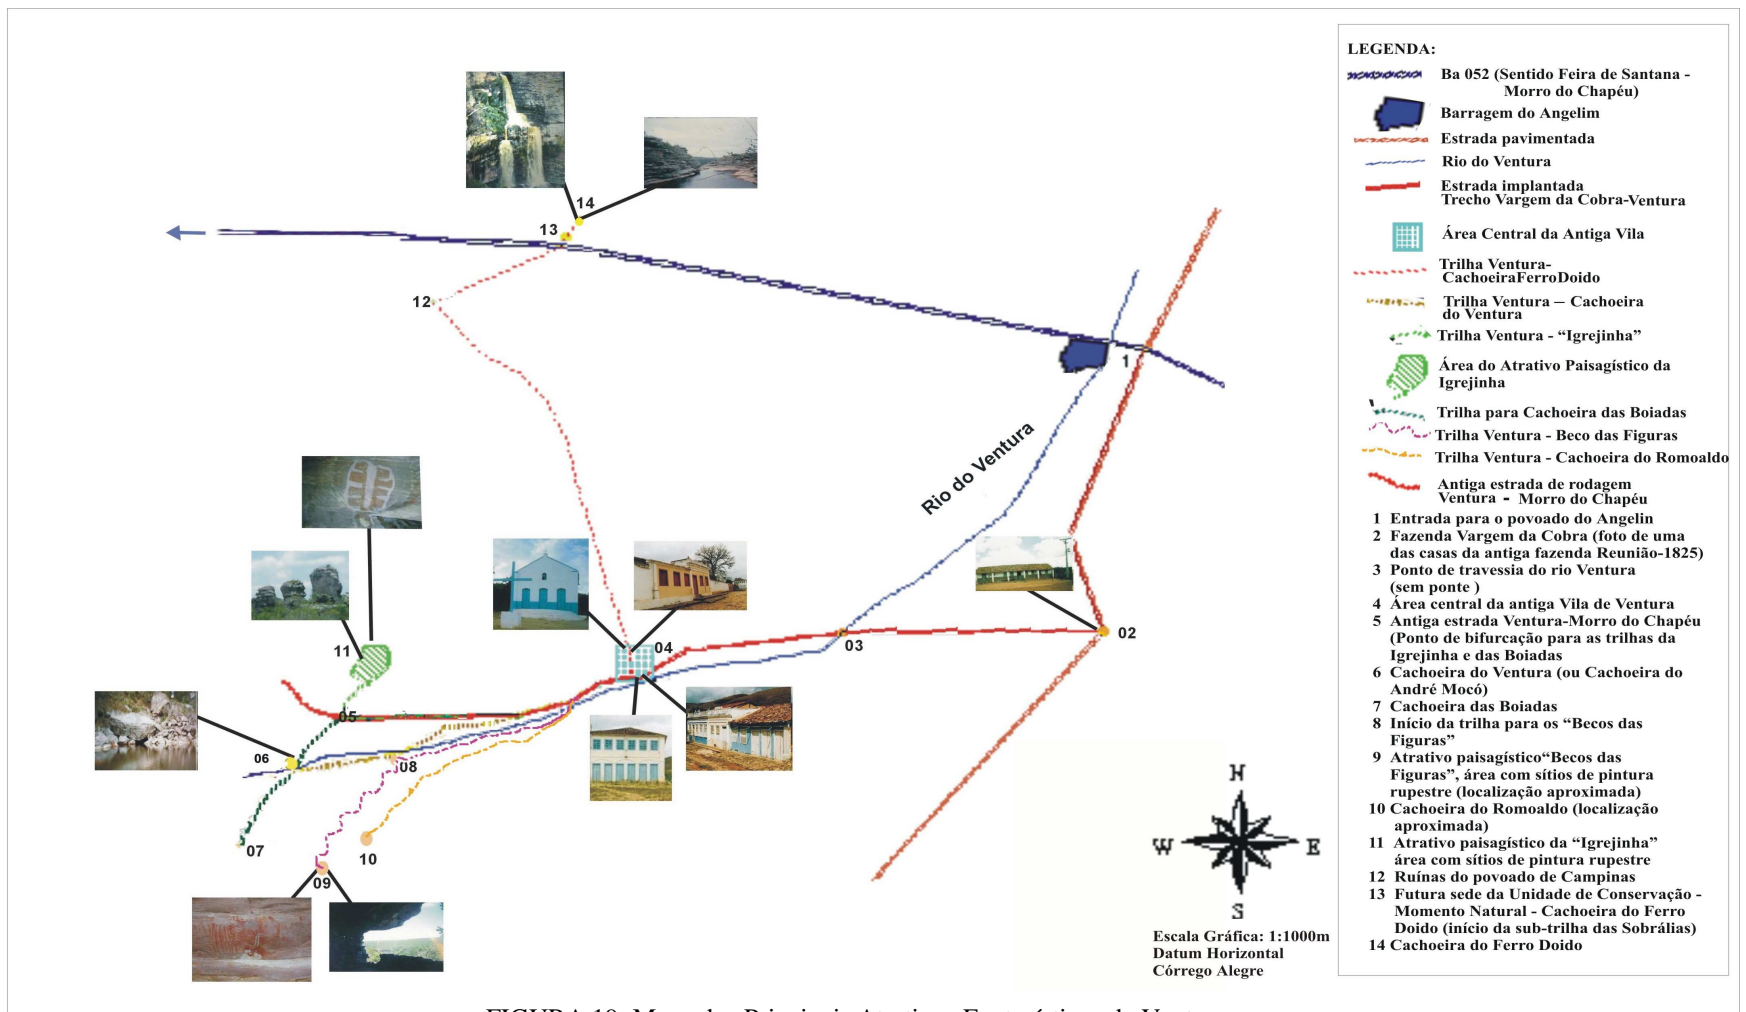 14
13
12
1
Rio do Ventura
11
04
02
03
05
06
08
07
10
09
N
W E
S
Escala Gráfica: 1:1000m
Datum Horizontal
Córrego Alegre
LEGENDA:
Ba 052 (Sentido Feira de Santana -
Morro do Chapéu)
Barragem do Angelim
Estrada pavimentada
Rio do Ventura
Estrada implantada
Trecho Vargem da Cobra-Ventura
Área Central da Antiga Vila
Trilha Ventura-
CachoeiraFerroDoido
Trilha Ventura – Cachoeira
do Ventura
Trilha Ventura - “Igrejinha”
Área do Atrativo Paisagístico da
Igrejinha
Trilha para Cachoeira das Boiadas
Trilha Ventura - Beco das Figuras
Trilha Ventura - Cachoeira do Romoaldo
Antiga estrada de rodagem
Ventura - Morro do Chapéu
1 Entrada para o povoado do Angelin
2 Fazenda Vargem da Cobra (foto de uma
das casas da antiga fazenda Reunião-1825)
3 Ponto de travessia do rio Ventura
(sem ponte )
4 Área central da antiga Vila de Ventura
5 Antiga estrada Ventura-Morro do Chapéu
(Ponto de bifurcação para as trilhas da
Igrejinha e das Boiadas
6 Cachoeira do Ventura (ou Cachoeira do
André Mocó)
7 Cachoeira das Boiadas
8 Início da trilha para os “Becos das
Figuras”
9 Atrativo paisagístico“Becos das
Figuras”, área com sítios de pintura
rupestre (localização aproximada)
10 Cachoeira do Romoaldo (localização
aproximada)
11 Atrativo paisagístico da “Igrejinha”
área com sítios de pintura rupestre
12 Ruínas do povoado de Campinas
13 Futura sede da Unidade de Conservação -
Momento Natural - Cachoeira do Ferro
Doido (início da sub-trilha das Sobrálias)
14 Cachoeira do Ferro Doido